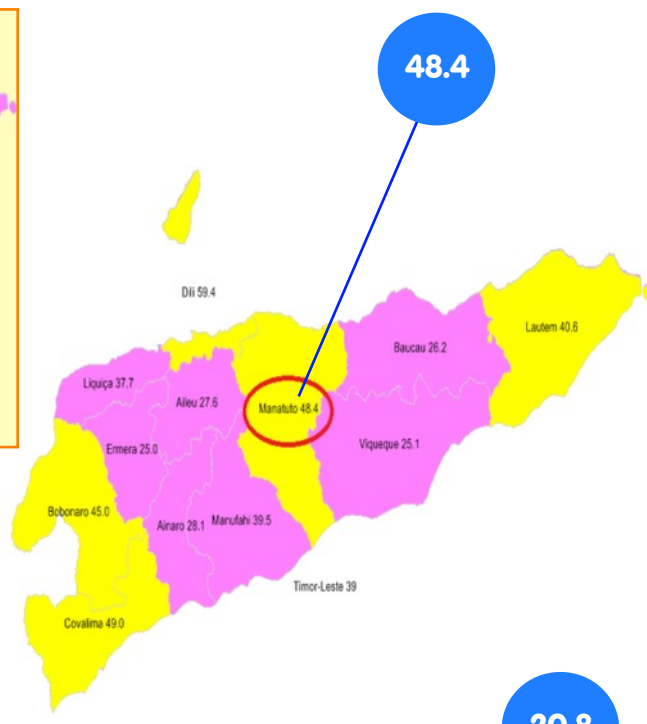 48.4
Dili 59.4
Lautem 40.6
Baucau 26.2
Liquiça 37.7
Aileu 27.6
Manatuto 48.4
Ermera 25.0
Viqueque 25.1
Bobonaro 45.0
Ainaro 28.1
Manufahi 39.5
Timor-Leste 39
Covalima 49.0